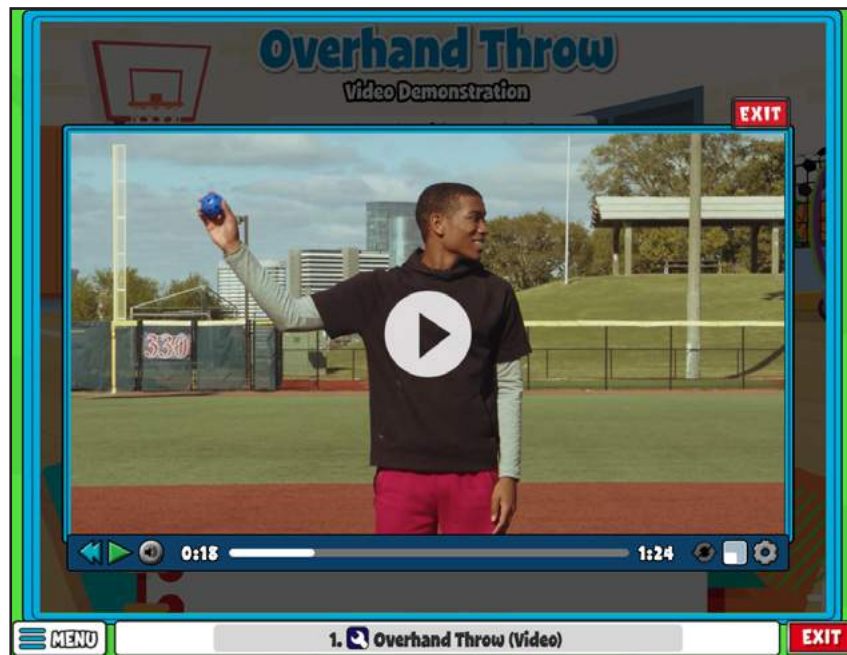 Overhand Throw
Video Demonstration
EXIT
330
0:18
1:24
MENU
1. Overhand Throw (Video)
EXIT